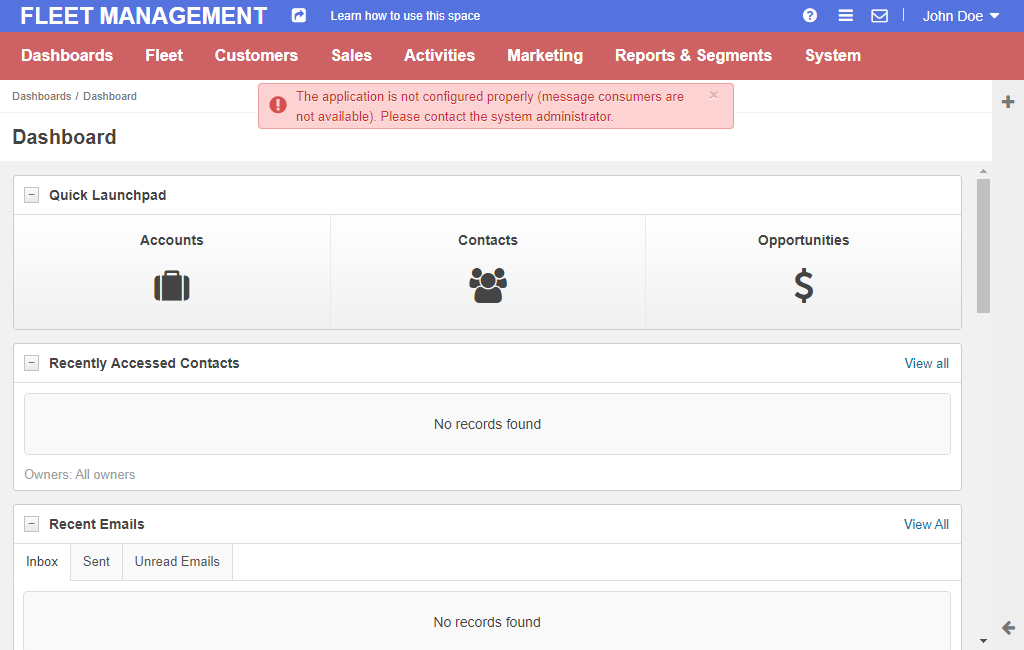 FLEET MANAGEMENT
Learn how to use this space
John Doe
Dashboards
Fleet
Customers
Sales
Activities
Marketing
Reports & Segments
System
Dashboards / Dashboard
The application is not configured properly (message consumers are
not available). Please contact the system administrator.
Dashboard
Quick Launchpad
Accounts
Contacts
Opportunities
Recently Accessed Contacts
View all
No records found
Owners: All owners
Recent Emails
View All
Inbox
Sent
Unread Emails
No records found